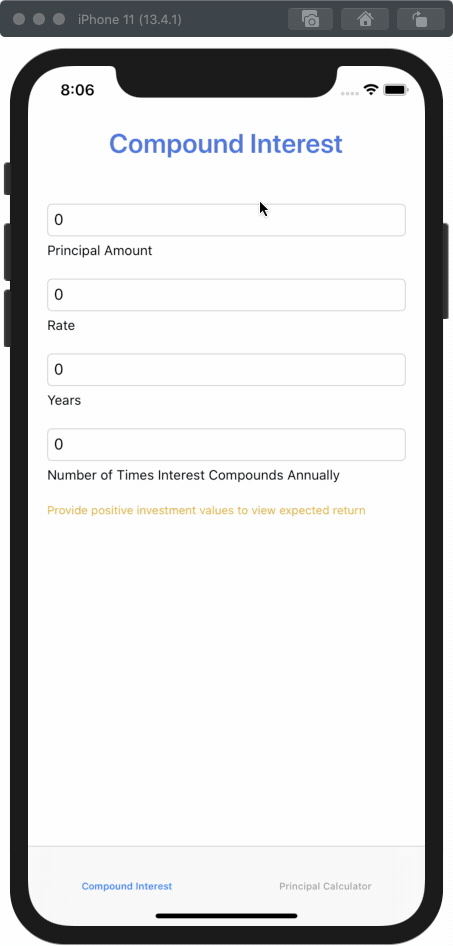 iPhone 11 (13.4.1)
8:06
Compound Interest
0
Principal Amount
0
Rate
0
Years
0
Number of Times Interest Compounds Annually
Provide positive investment values to view expected return
Compound Interest Principal Calculator